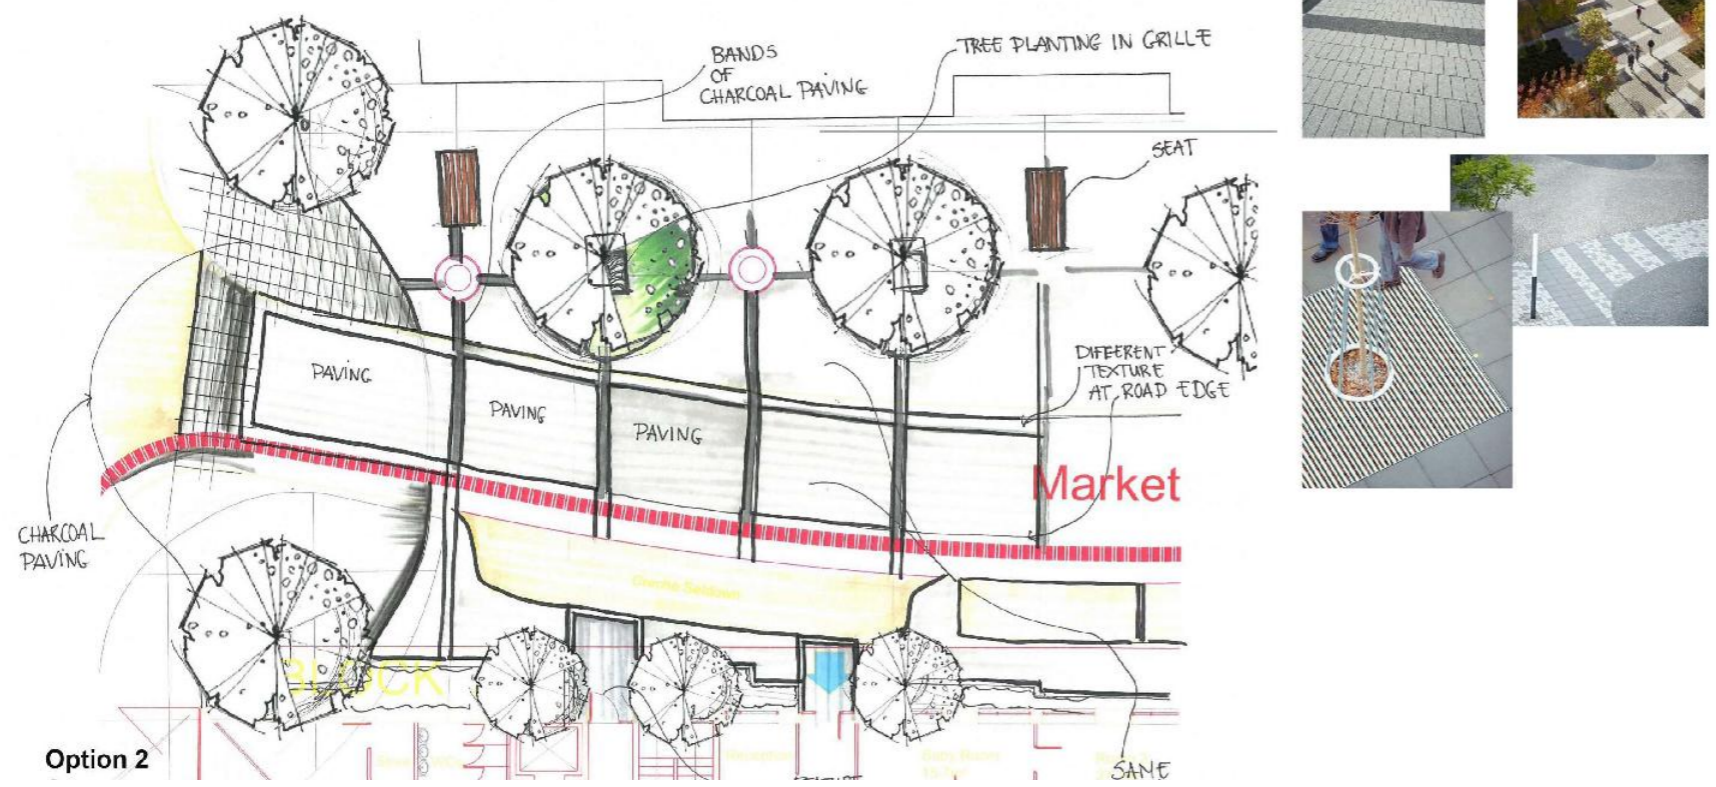 BANDS
OF
CHARCOAL PAVING
TREE PLANTING IN GRILLE
SEAT
PAVING
PAVING
PAVING
DIFFERENT
TEXTURE
AT ROAD EDGE
Market
CHARCOAL
PAVING
BLOCK
Option 2
Reception
SAME